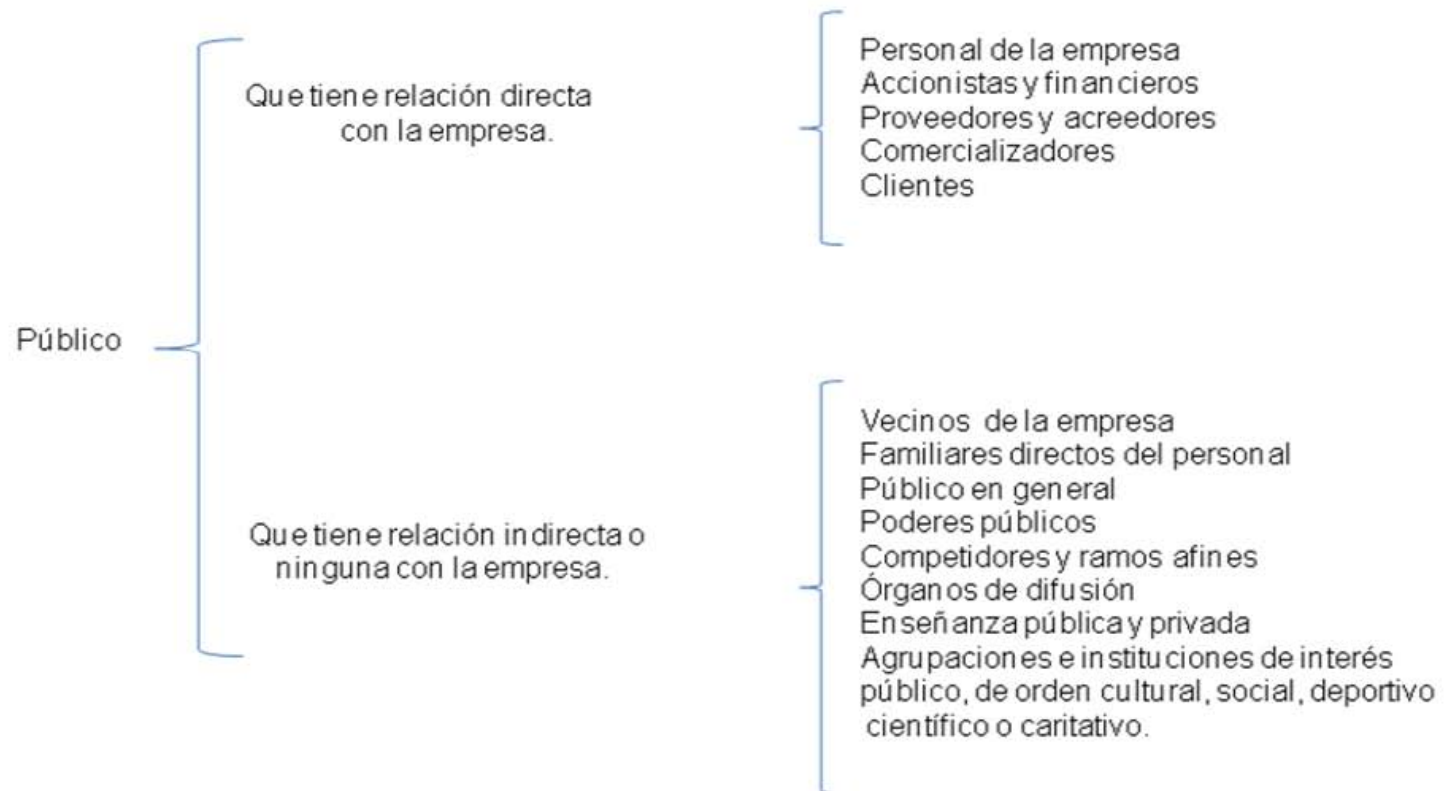 Público
Que tiene relación directa
con la empresa.
Personal de la empresa
Accionistas y financieros
Proveedores y acreedores
Comercializadores
Clientes
Que tiene relación indirecta o
ninguna con la empresa.
Vecinos de la empresa
Familiares directos del personal
Público en general
Poderes públicos
Competidores y ramos afines
Órganos de difusión
Enseñanza pública y privada
Agrupaciones e instituciones de interés
público, de orden cultural, social, deportivo
científico o caritativo.